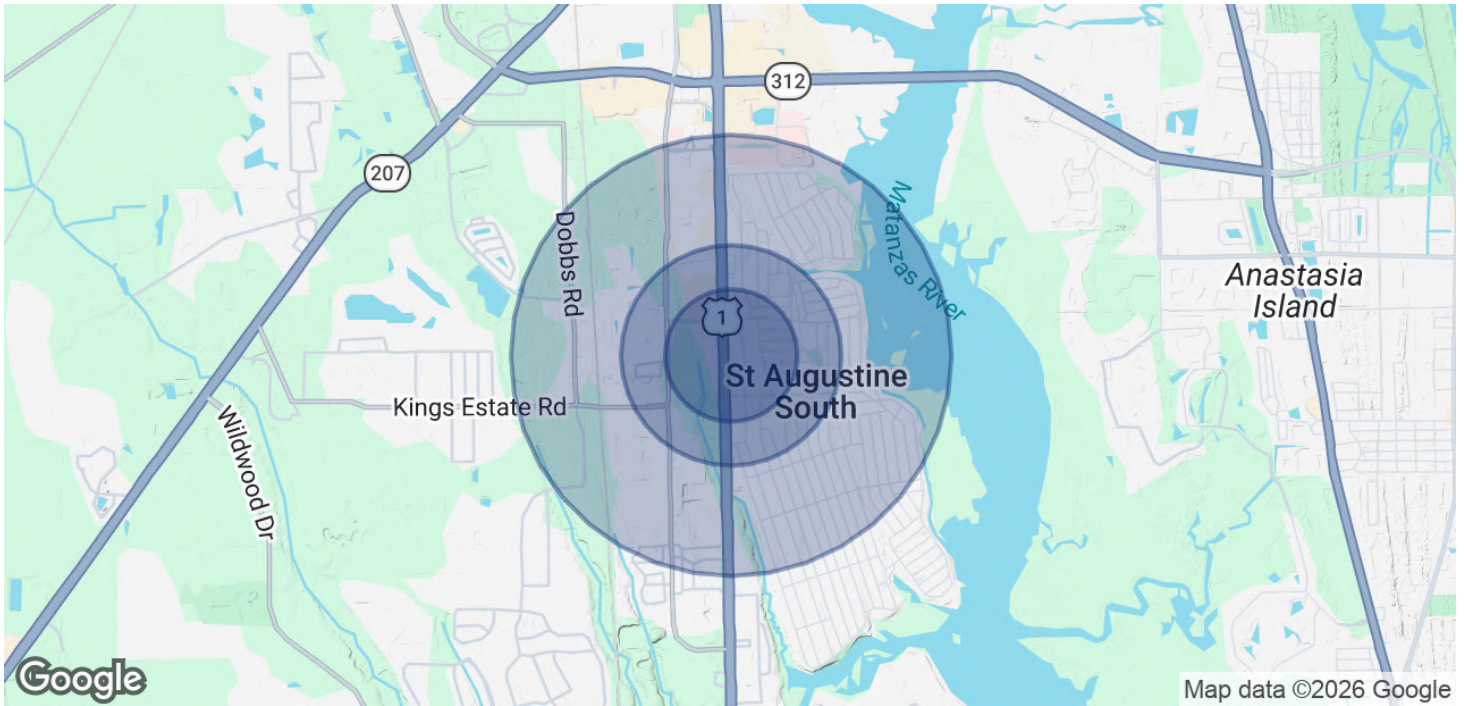 312
207
Dobbs Rd
Matanzas River
Anastasia
Island
1
St Augustine
South
Kings Estate Rd
Wildwood Dr
Google
Map data ©2026 Google